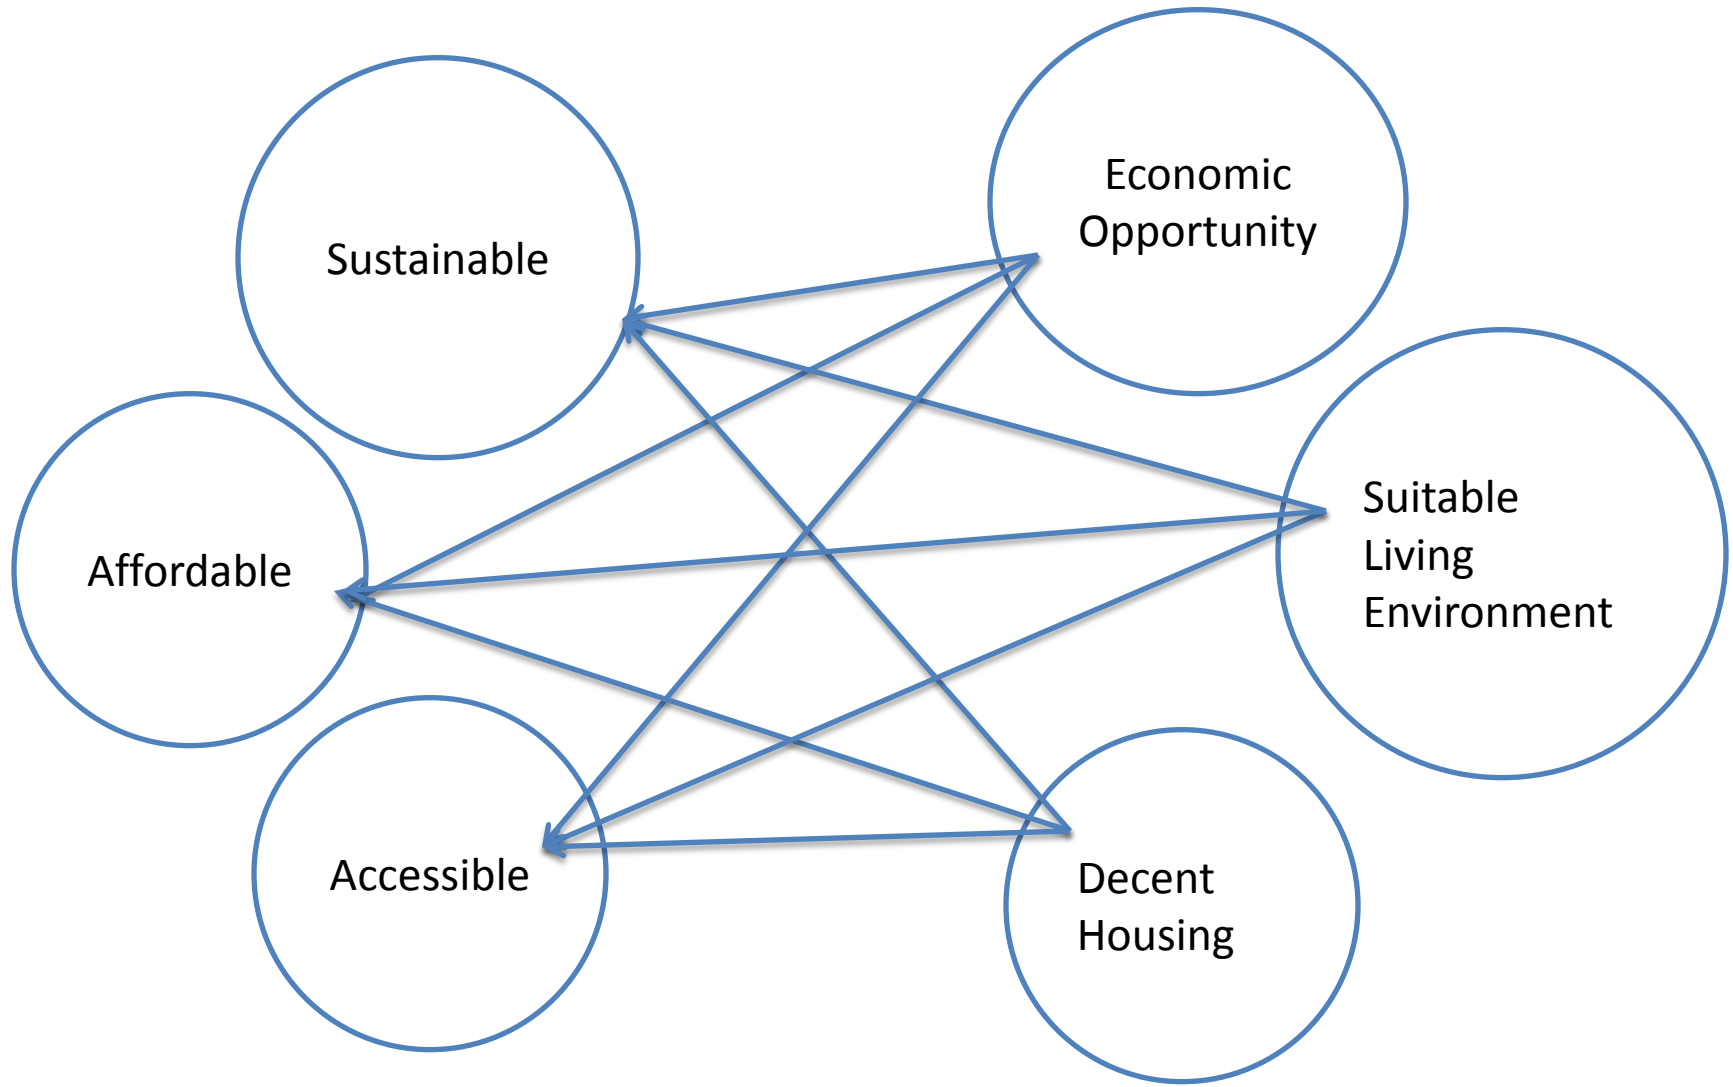 Economic
Opportunity
Sustainable
Suitable
Living
Environment
Affordable
Accessible
Decent
Housing